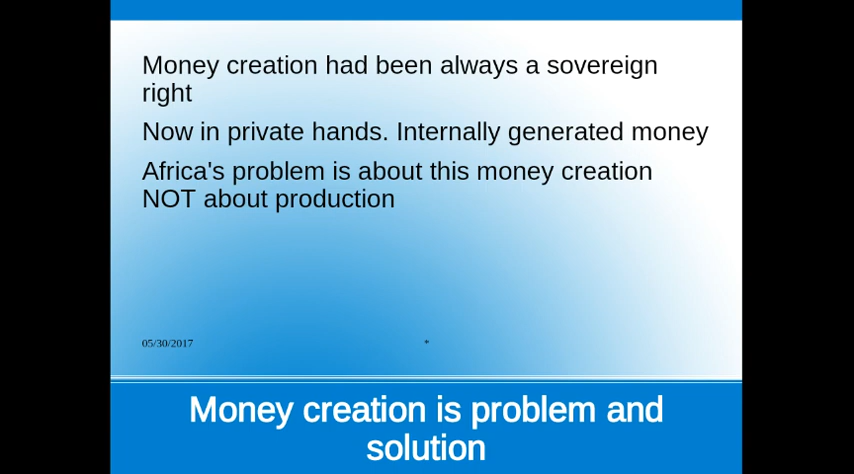 Money creation had been always a sovereign
right
Now in private hands. Internally generated money
Africa's problem is about this money creation
NOT about production
05/30/2017
*
Money creation is problem and
solution